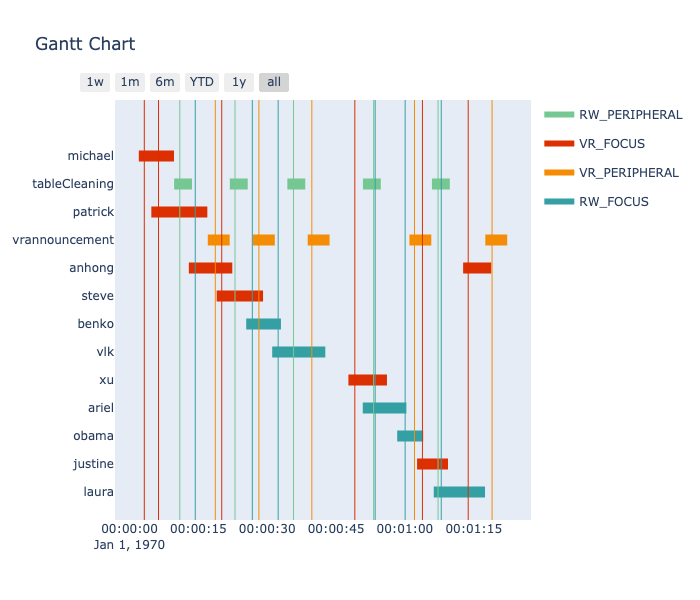 Gantt Chart
1w 1m 6m YTD 1y all
RW_PERIPHERAL
VR_FOCUS
VR_PERIPHERAL
RW_FOCUS
michael
tableCleaning
patrick
vrannouncement
anhong
steve
benko
vlk
xu
ariel
obama
justine
laura
00:00:00 00:00:15 00:00:30 00:00:45 00:01:00 00:01:15
Jan 1, 1970